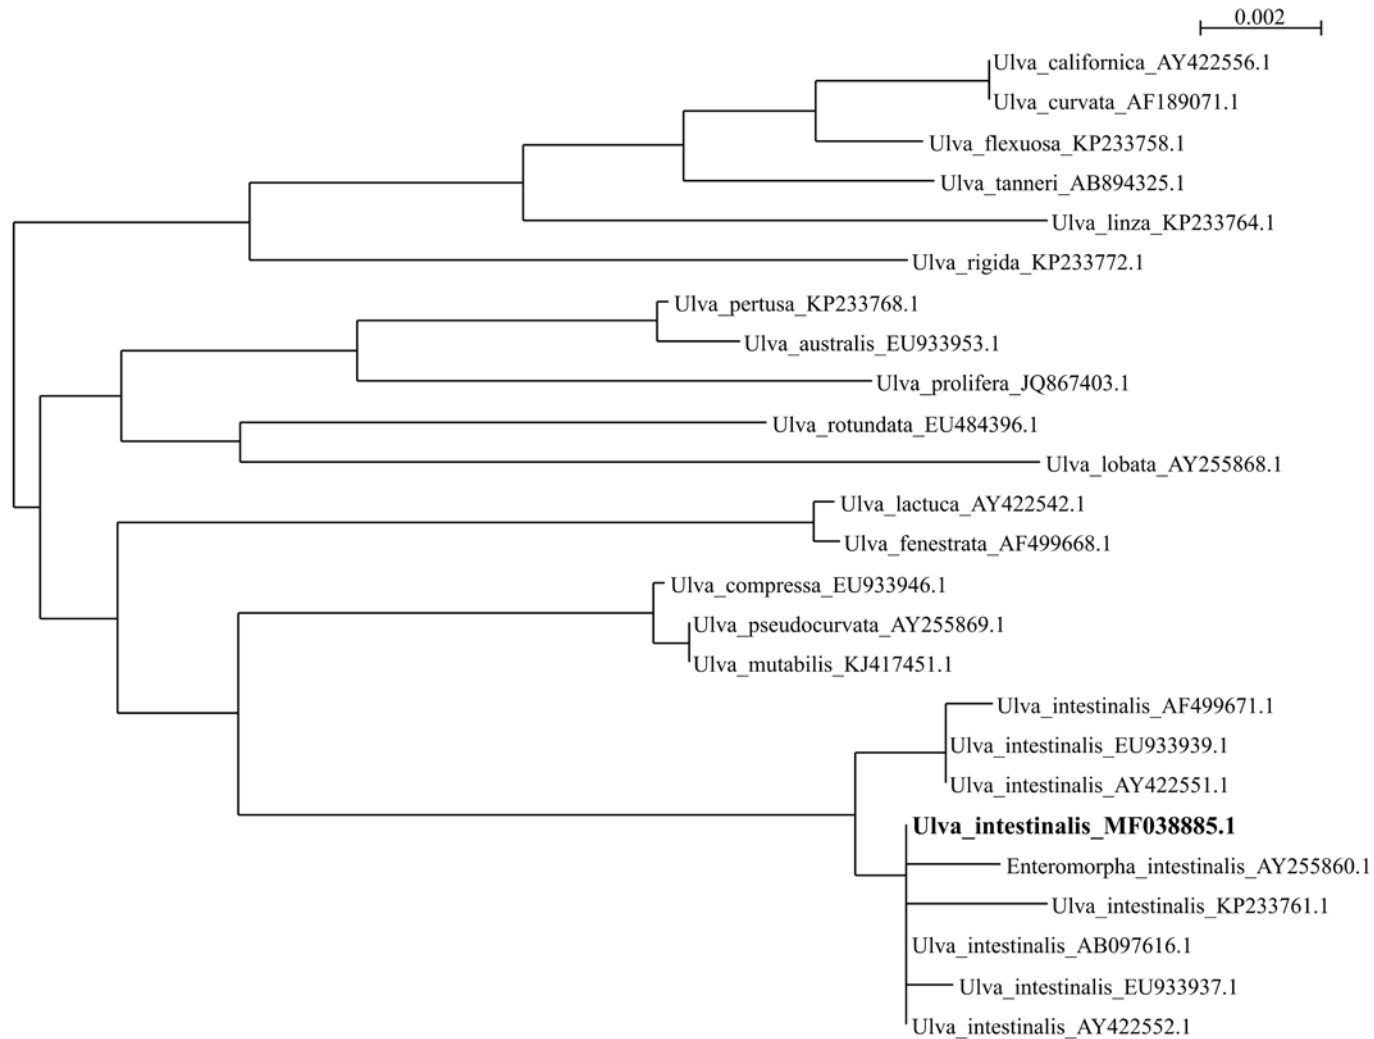 0.002
Ulva_californica_AY422556.1
Ulva_curvata_AF189071.1
Ulva_flexuosa_KP233758.1
Ulva_tanneri_AB894325.1
Ulva_linza_KP233764.1
Ulva_rigida_KP233772.1
Ulva_pertusa_KP233768.1
Ulva_australis_EU933953.1
Ulva_prolifera_JQ867403.1
Ulva_rotundata_EU484396.1
Ulva_lobata_AY255868.1
Ulva_lactuca_AY422542.1
Ulva_fenestrata_AF499668.1
Ulva_compressa_EU933946.1
Ulva_pseudocurvata_AY255869.1
Ulva_mutabilis_KJ417451.1
Ulva_intestinalis_AF499671.1
Ulva_intestinalis_EU933939.1
Ulva_intestinalis_AY422551.1
Ulva_intestinalis_MF038885.1
Enteromorpha_intestinalis_AY255860.1
Ulva_intestinalis_KP233761.1
Ulva_intestinalis_AB097616.1
Ulva_intestinalis_EU933937.1
Ulva_intestinalis_AY422552.1